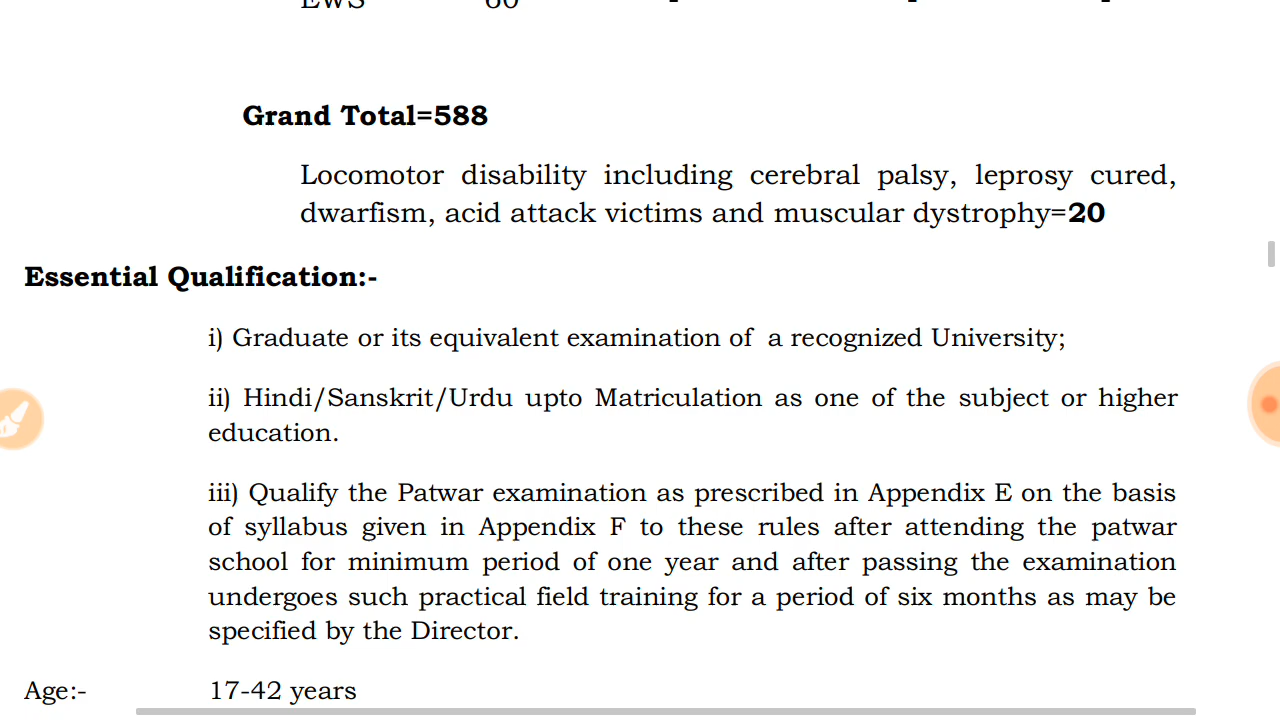 EWS 60 - - -
Grand Total=588
Locomotor disability including cerebral palsy, leprosy cured,
dwarfism, acid attack victims and muscular dystrophy=20
Essential Qualification:-
i) Graduate or its equivalent examination of a recognized University;
ii) Hindi/Sanskrit/Urdu upto Matriculation as one of the subject or higher
education.
iii) Qualify the Patwar examination as prescribed in Appendix E on the basis
of syllabus given in Appendix F to these rules after attending the patwar
school for minimum period of one year and after passing the examination
undergoes such practical field training for a period of six months as may be
specified by the Director.
Age:- 17-42 years